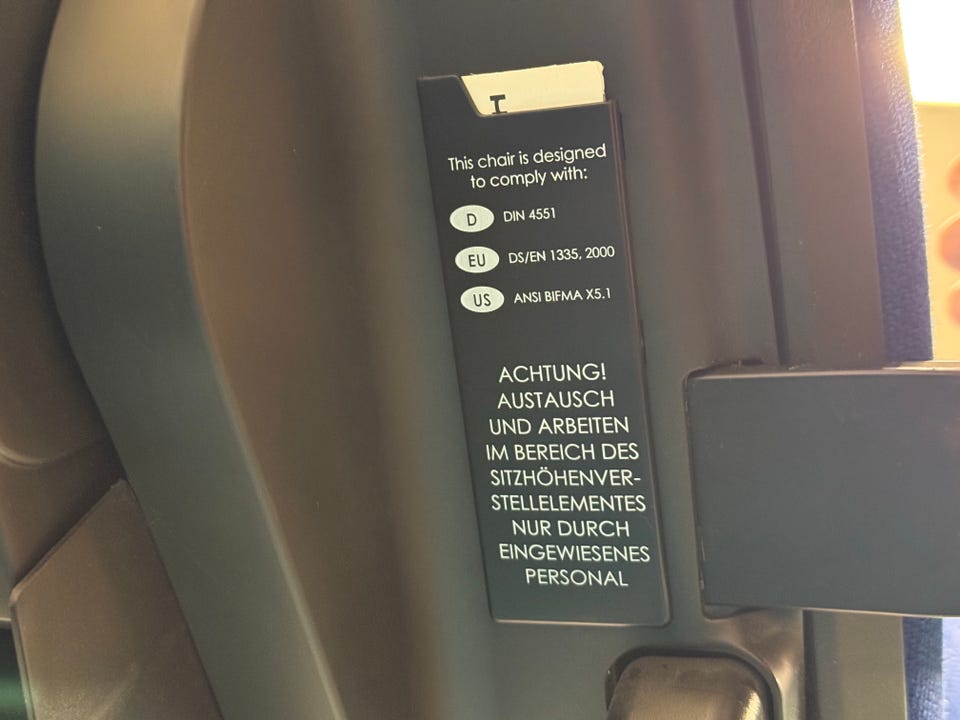 I
This chair is designed
to comply with:
D DIN 4551
EU DS/EN 1335, 2000
US ANSI BIFMA X5.1
ACHTUNG!
AUSTAUSCH
UND ARBEITEN
IM BEREICH DES
SITZHÖHENVER-
STELLELEMENTES
NUR DURCH
EINGEWIESENES
PERSONAL